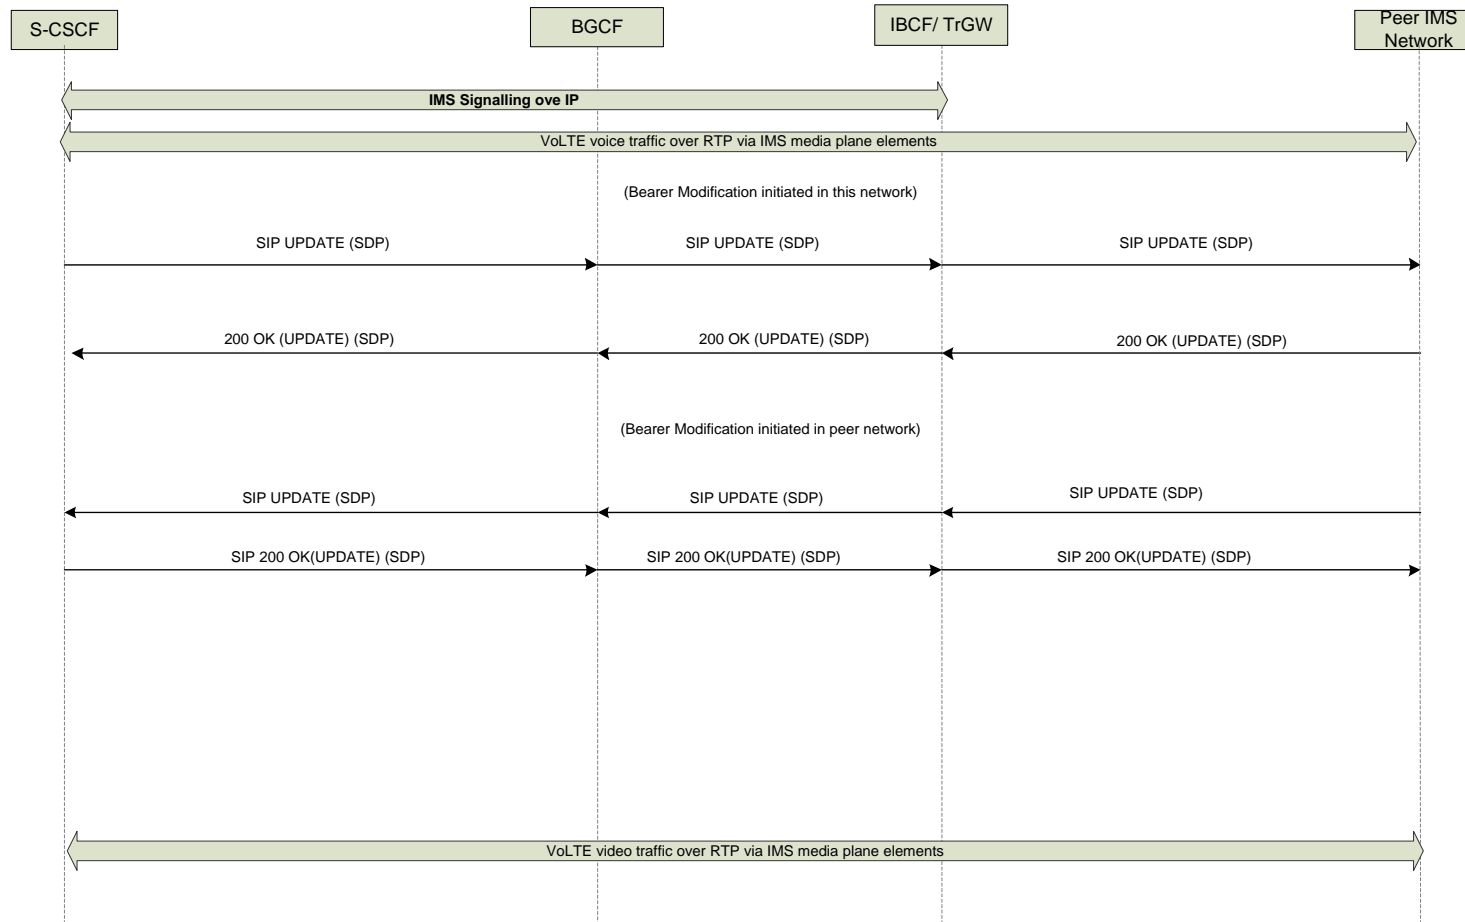 S-CSCF
BGCF
IBCF/ TrGW
Peer IMS
Network
IMS Signalling ove IP
VoLTE voice traffic over RTP via IMS media plane elements
(Bearer Modification initiated in this network)
SIP UPDATE (SDP)
SIP UPDATE (SDP)
SIP UPDATE (SDP)
200 OK (UPDATE) (SDP)
200 OK (UPDATE) (SDP)
200 OK (UPDATE) (SDP)
(Bearer Modification initiated in peer network)
SIP UPDATE (SDP)
SIP UPDATE (SDP)
SIP UPDATE (SDP)
SIP 200 OK(UPDATE) (SDP)
SIP 200 OK(UPDATE) (SDP)
SIP 200 OK(UPDATE) (SDP)
VoLTE video traffic over RTP via IMS media plane elements